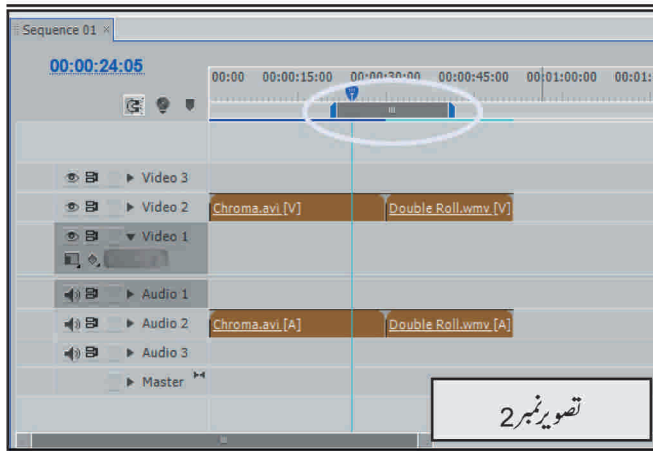 Sequence 01 ×
00:00:24:05
00:00 00:00:15:00 00:00:30:00 00:00:45:00 00:01:00:00 00:01:
Video 3
Video 2 Chroma.avi [V] Double Roll.wmv [V]
Video 1
Audio 1
Audio 2 Chroma.avi [A] Double Roll.wmv [A]
Audio 3
Master
تصویر نمبر 2